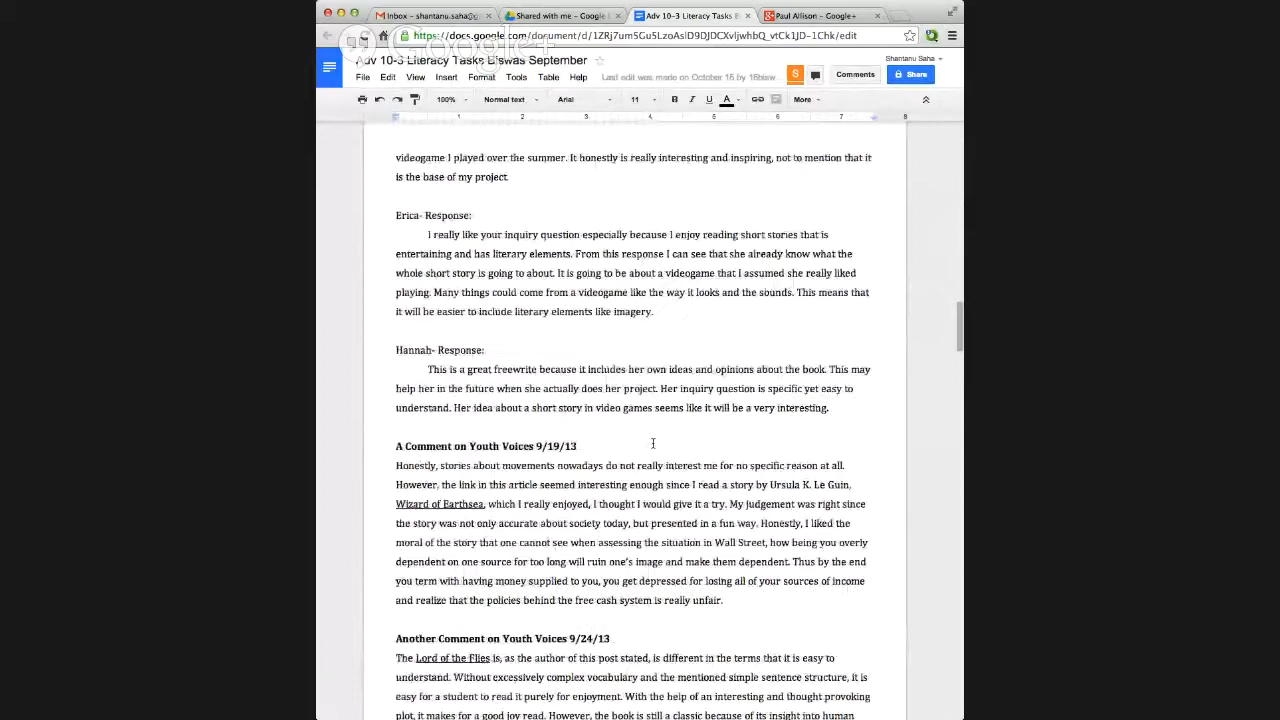 Inbox - shantanu.saha@g
Shared with me - Google
Adv 10-3 Literacy Tasks B
Paul Allison - Google+
https://docs.google.com/document/d/1ZRj7um5Gu5LzoAslD9DJDCXvljwhbQ_vtCk1JD-1Chk/edit
Google+
Adv 10-3 Literacy Tasks Biswas September
Shantanu Saha
File Edit View Insert Format Tools Table Help
Last edit was made on October 15 by 16bisw
S
Comments
Share
100% Normal text Arial 11 B I U A More
1 2 3 4 5 6 7 8
videogame I played over the summer. It honestly is really interesting and inspiring, not to mention that it
is the base of my project.
Erica- Response:
I really like your inquiry question especially because I enjoy reading short stories that is
entertaining and has literary elements. From this response I can see that she already know what the
whole short story is going to about. It is going to be about a videogame that I assumed she really liked
playing. Many things could come from a videogame like the way it looks and the sounds. This means that
it will be easier to include literary elements like imagery.
Hannah- Response:
This is a great freewrite because it includes her own ideas and opinions about the book. This may
help her in the future when she actually does her project. Her inquiry question is specific yet easy to
understand. Her idea about a short story in video games seems like it will be a very interesting.
A Comment on Youth Voices 9/19/13
Honestly, stories about movements nowadays do not really interest me for no specific reason at all.
However, the link in this article seemed interesting enough since I read a story by Ursula K. Le Guin,
Wizard of Earthsea, which I really enjoyed, I thought I would give it a try. My judgement was right since
the story was not only accurate about society today, but presented in a fun way. Honestly, I liked the
moral of the story that one cannot see when assessing the situation in Wall Street, how being you overly
dependent on one source for too long will ruin one's image and make them dependent. Thus by the end
you term with having money supplied to you, you get depressed for losing all of your sources of income
and realize that the policies behind the free cash system is really unfair.
Another Comment on Youth Voices 9/24/13
The Lord of the Flies is, as the author of this post stated, is different in the terms that it is easy to
understand. Without excessively complex vocabulary and the mentioned simple sentence structure, it is
easy for a student to read it purely for enjoyment. With the help of an interesting and thought provoking
plot, it makes for a good joy read. However, the book is still a classic because of its insight into human